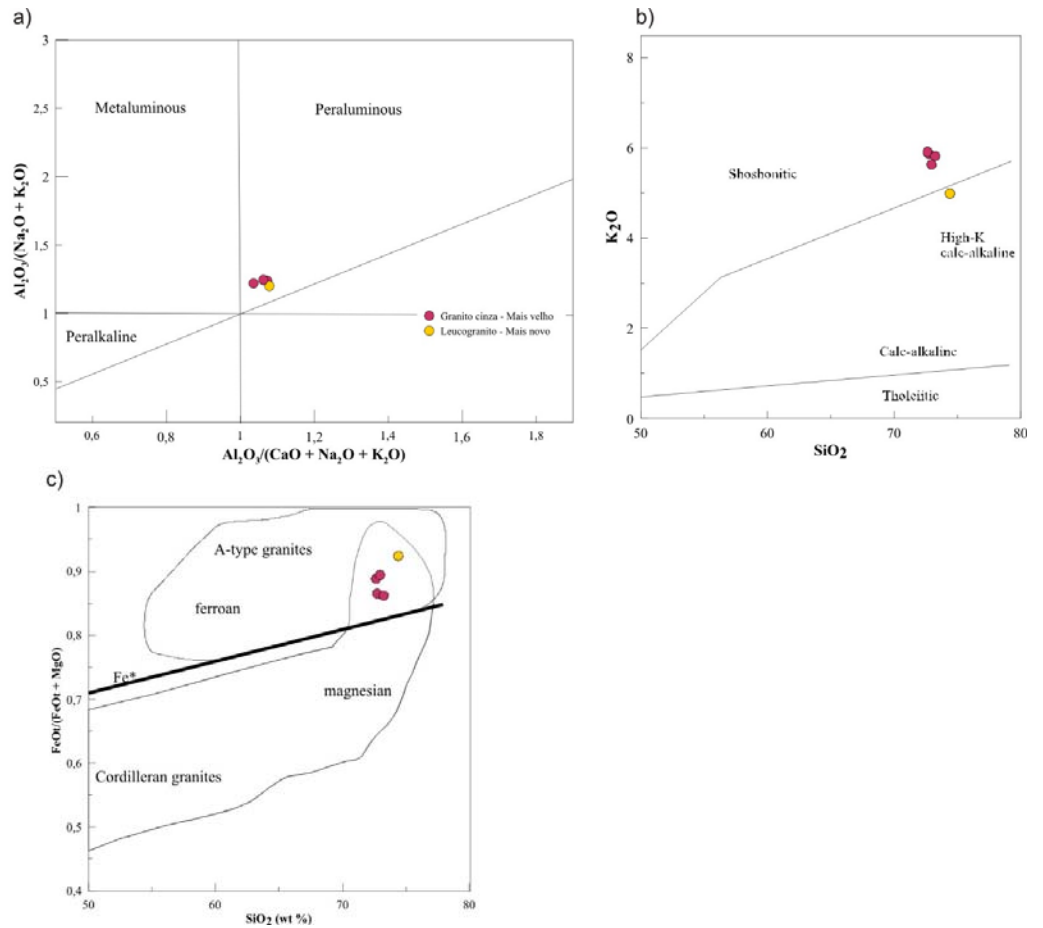 a)
3
2,5
2
1,5
1
0,5
Al₂O₃/(Na₂O + K₂O)
Metaluminous
Peraluminous
Peralkaline
Granito cinza - Mais velho
Leucogranito - Mais novo
0,6
0,8
1
1,2
1,4
1,6
1,8
Al₂O₃/(CaO + Na₂O + K₂O)
b)
8
6
4
2
0
K₂O
Shoshonitic
High-K
calc-alkaline
Calc-alkaline
Tholeiitic
50
60
70
80
SiO₂
c)
1
0,9
0,8
0,7
0,6
0,5
0,4
FeOt/(FeOt + MgO)
A-type granites
ferroan
Fe*
magnesian
Cordilleran granites
50
60
70
80
SiO₂ (wt %)